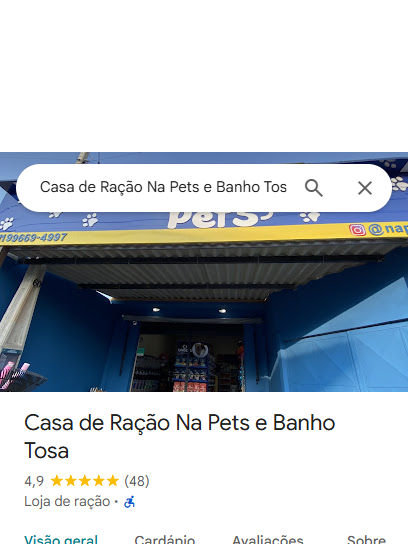 Casa de Ração Na Pets e Banho Tos
Pets
99669-4997
@nap
Casa de Ração Na Pets e Banho
Tosa
4,9 (48)
Loja de ração ·
Visão geral Cardápio Avaliações Sobre